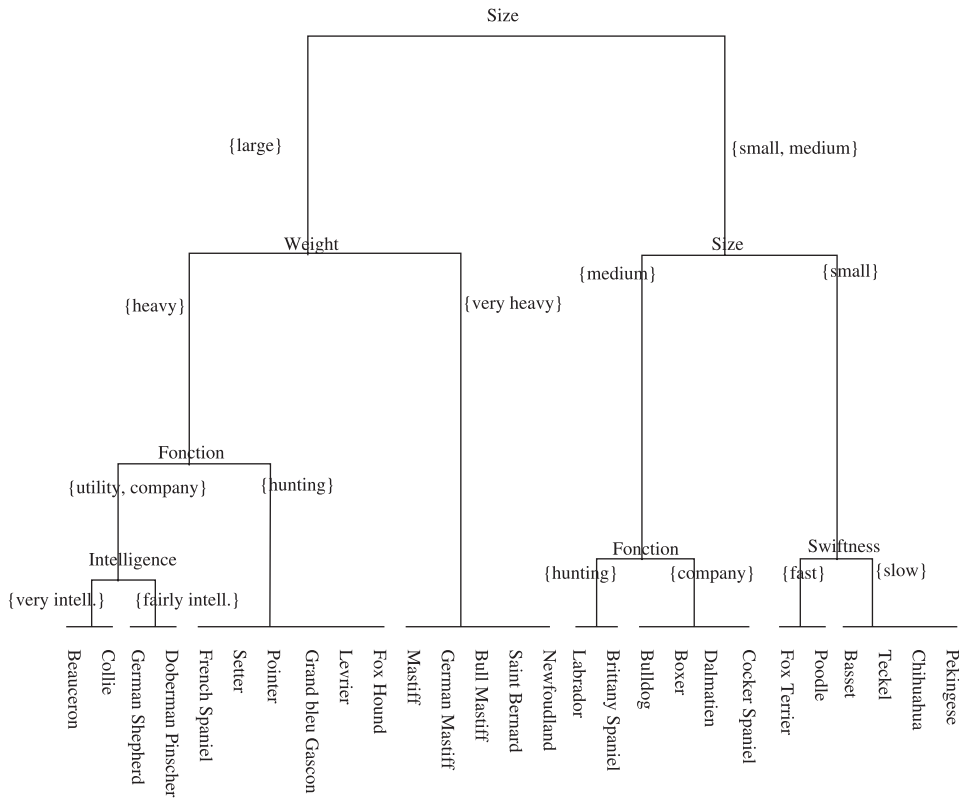 Size
{large}
{small, medium}
Weight
Size
{medium}
{small}
{heavy}
{very heavy}
Fonction
{utility, company}
{hunting}
Intelligence
Fonction
Swiftness
{hunting}
{company}
{fast}
{slow}
{very intell.}
{fairly intell.}
Beauceron
Collie
German Shepherd
Doberman Pinscher
French Spaniel
Setter
Pointer
Grand bleu Gascon
Levrier
Fox Hound
Mastiff
German Mastiff
Bull Mastiff
Saint Bernard
Newfoundland
Labrador
Brittany Spaniel
Bulldog
Boxer
Dalmatien
Cocker Spaniel
Fox Terrier
Poodle
Basset
Teckel
Chihuahua
Pekingese